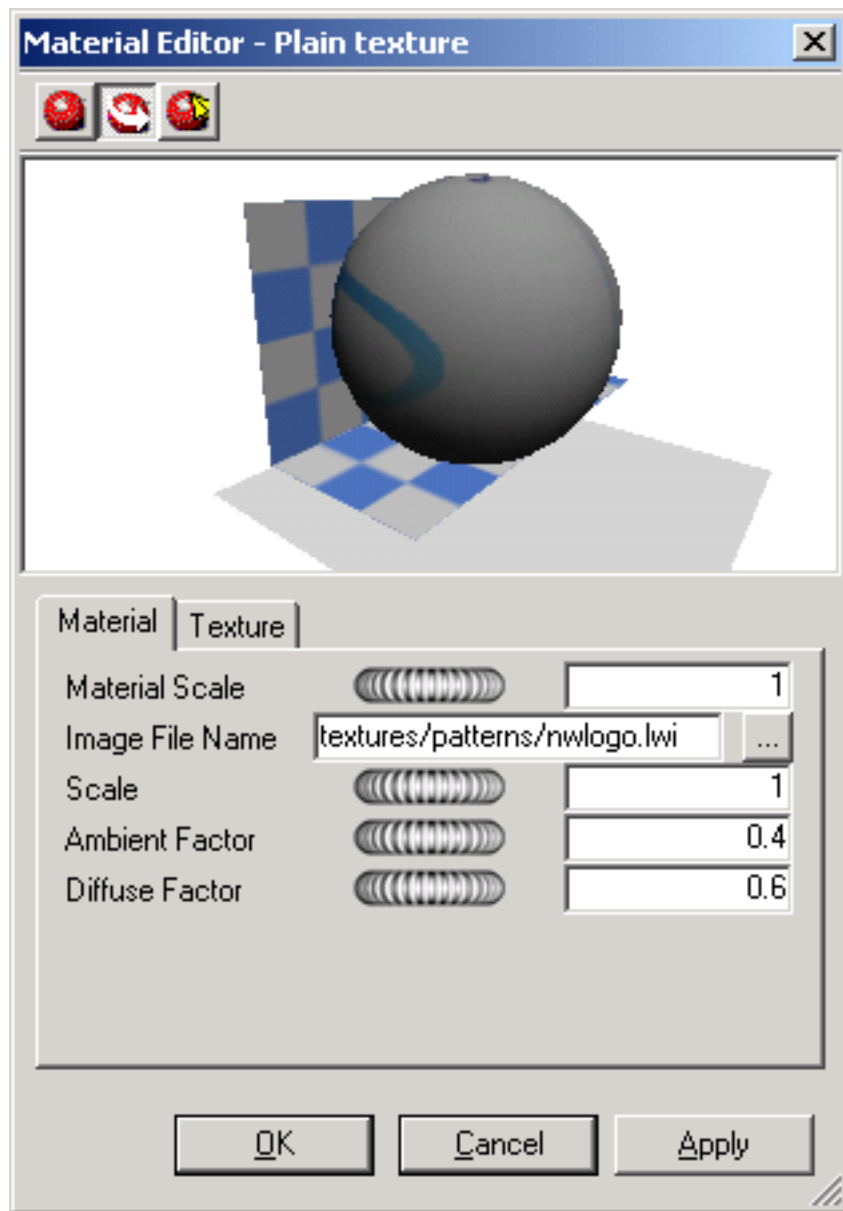 Material Editor - Plain texture
Material Texture
Material Scale 1
Image File Name textures/patterns/nwlogo.lwi ...
Scale 1
Ambient Factor 0.4
Diffuse Factor 0.6
OK Cancel Apply